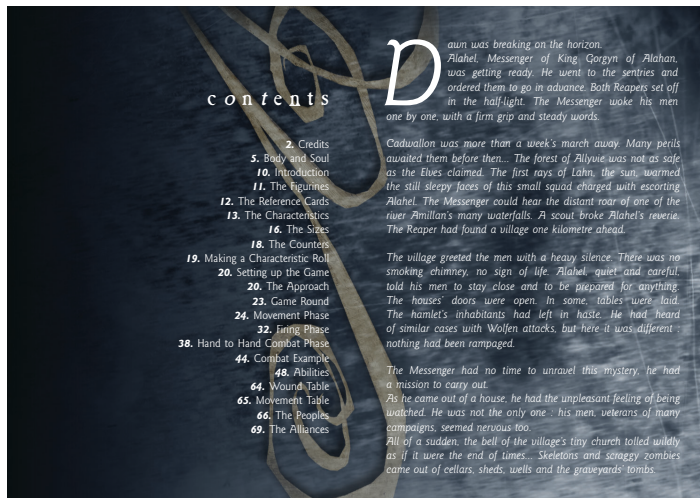 contents
2. Credits
5. Body and Soul
10. Introduction
11. The Figurines
12. The Reference Cards
13. The Characteristics
16. The Sizes
18. The Counters
19. Making a Characteristic Roll
20. Setting up the Game
20. The Approach
23. Game Round
24. Movement Phase
32. Firing Phase
38. Hand to Hand Combat Phase
44. Combat Example
48. Abilities
64. Wound Table
65. Movement Table
66. The Peoples
69. The Alliances
Dawn was breaking on the horizon.
Alahel, Messenger of King Gorgyn of Alahan,
was getting ready. He went to the sentries and
ordered them to go in advance. Both Reapers set off
in the half-light. The Messenger woke his men
one by one, with a firm grip and steady words.
Cadwallon was more than a week's march away. Many perils
awaited them before then... The forest of Allyvie was not as safe
as the Elves claimed. The first rays of Lahn, the sun, warmed
the still sleepy faces of this small squad charged with escorting
Alahel. The Messenger could hear the distant roar of one of the
river Amillan's many waterfalls. A scout broke Alahel's reverie.
The Reaper had found a village one kilometre ahead.
The village greeted the men with a heavy silence. There was no
smoking chimney, no sign of life. Alahel, quiet and careful,
told his men to stay close and to be prepared for anything.
The houses' doors were open. In some, tables were laid.
The hamlet's inhabitants had left in haste. He had heard
of similar cases with Wolfen attacks, but here it was different :
nothing had been rampaged.
The Messenger had no time to unravel this mystery, he had
a mission to carry out.
As he came out of a house, he had the unpleasant feeling of being
watched. He was not the only one : his men, veterans of many
campaigns, seemed nervous too.
All of a sudden, the bell of the village's tiny church tolled wildly
as if it were the end of times... Skeletons and scraggy zombies
came out of cellars, sheds, wells and the graveyards' tombs.